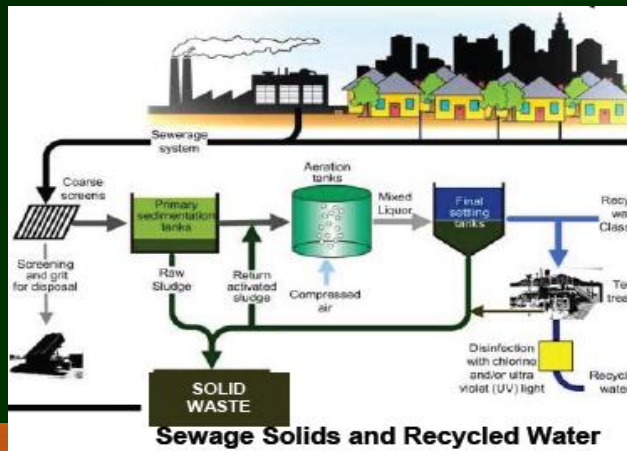 Sewerage
system
Coarse
screens
Primary
sedimentation
tanks
Aeration
tanks
Mixed
Liquor
Final
settling
tanks
Screening
and grit
for disposal
Raw
Sludge
Return
activated
sludge
Compressed
air
Disinfection
with chlorine
and/or ultra
violet (UV) light
SOLID
WASTE
Sewage Solids and Recycled Water